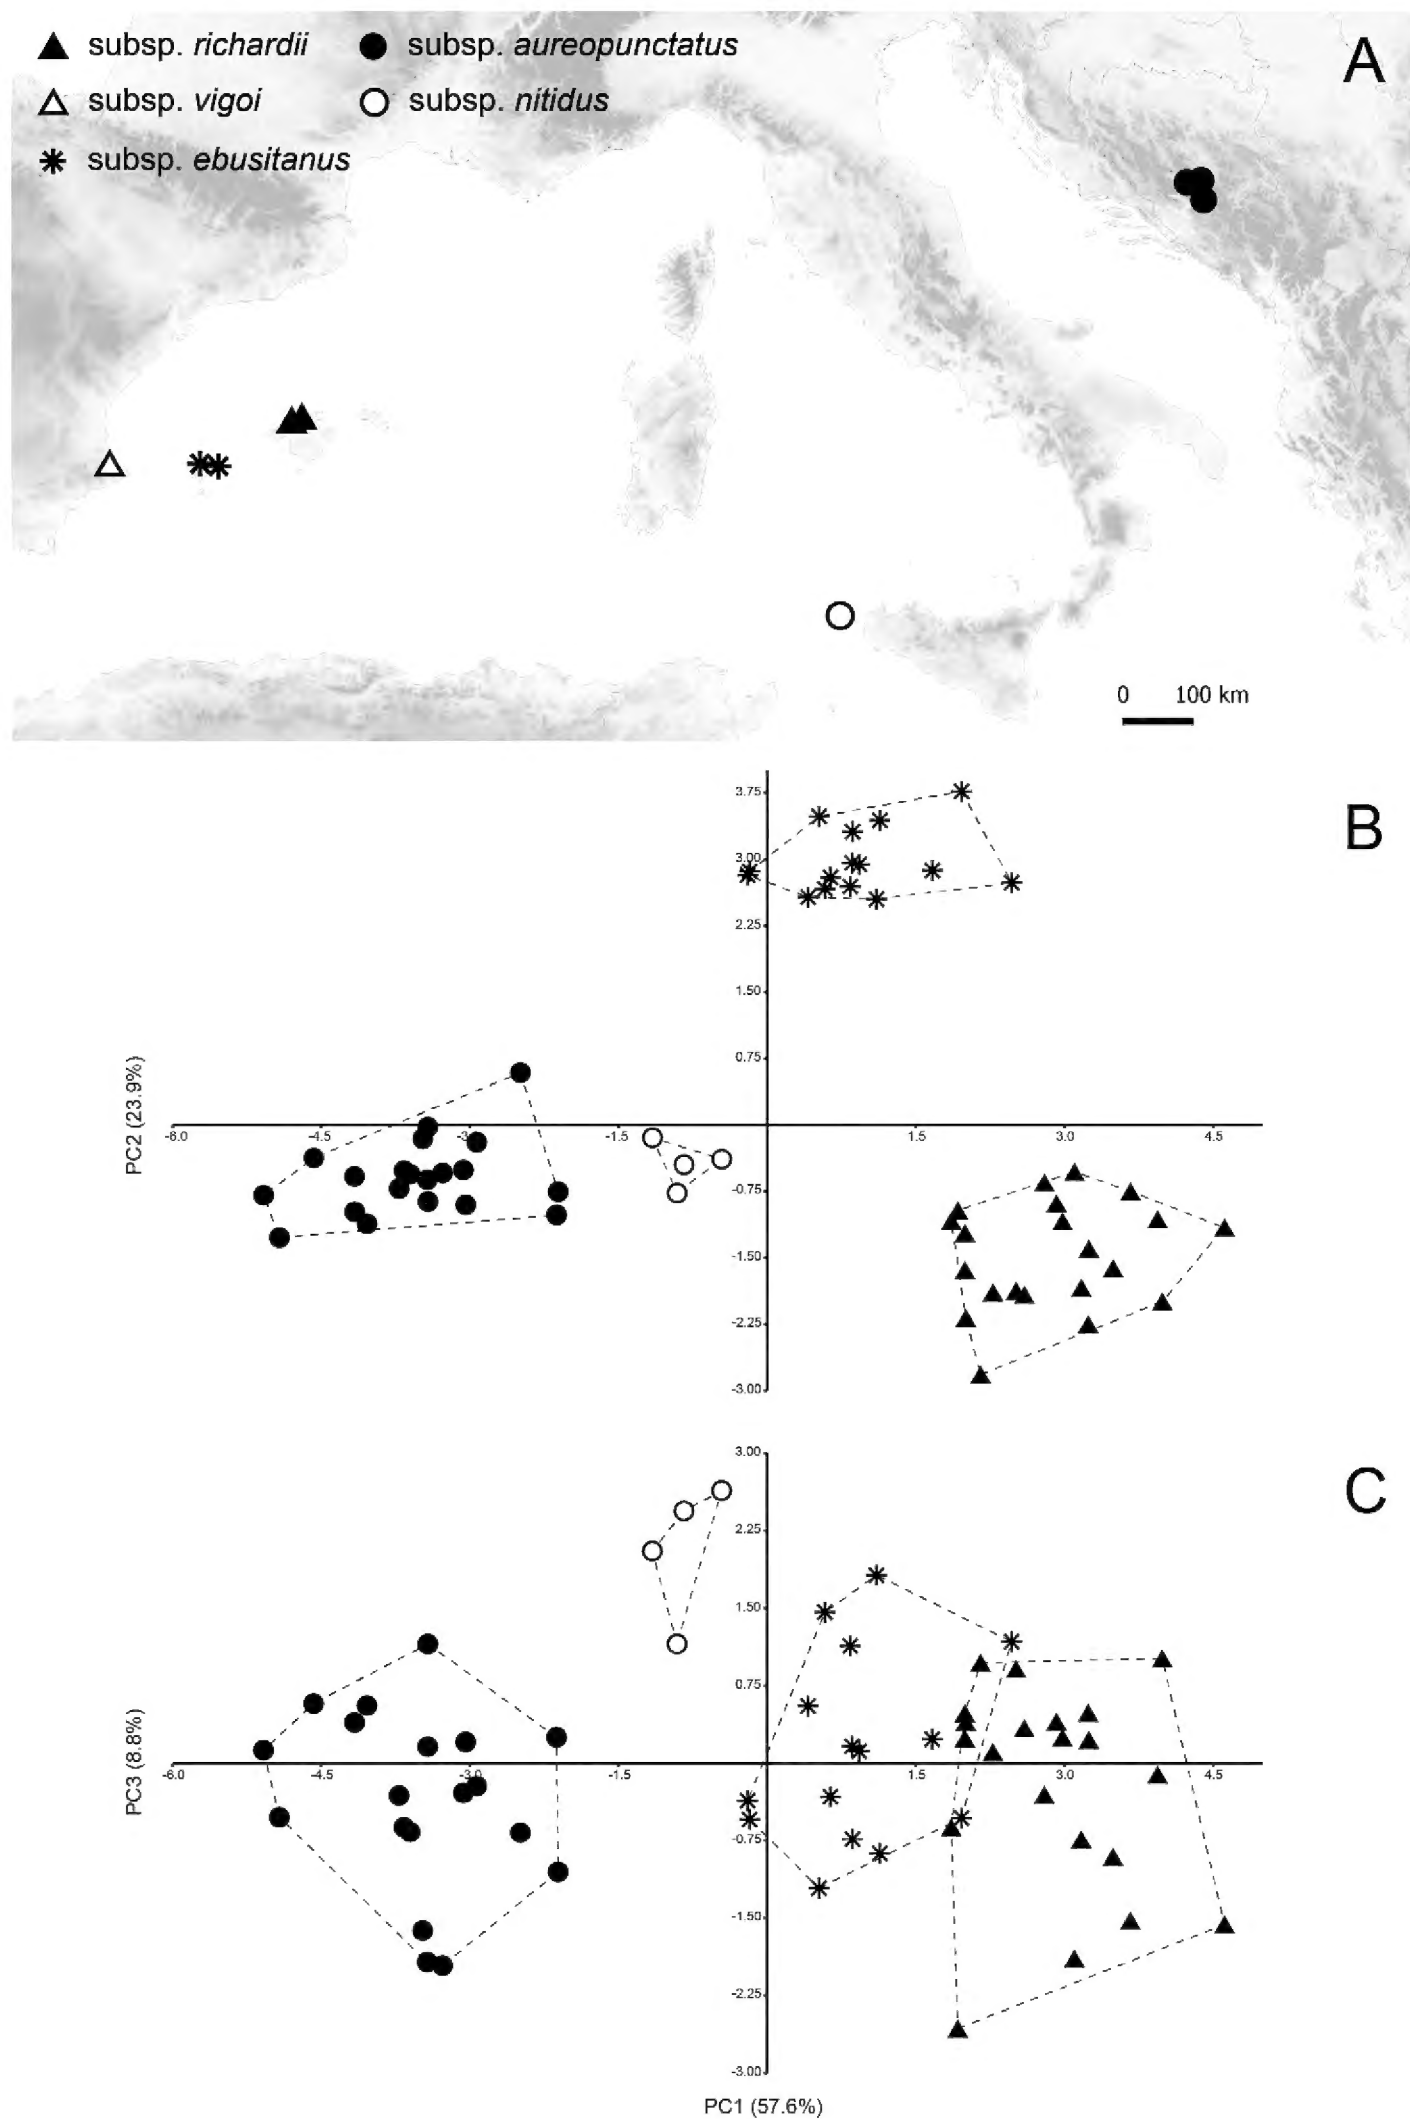 subsp. richardii
subsp. aureopunctatus
A
subsp. vigoi
subsp. nitidus
subsp. ebusitanus
0 100 km
B
3.75
3.00
2.25
1.50
0.75
PC2 (23.9%)
-6.0 -4.5 -3.0 -1.5 1.5 3.0 4.5
-0.75
-1.50
-2.25
-3.00
C
3.00
2.25
1.50
0.75
PC3 (8.8%)
-6.0 -4.5 -3.0 -1.5 1.5 3.0 4.5
-0.75
-1.50
-2.25
-3.00
PC1 (57.6%)